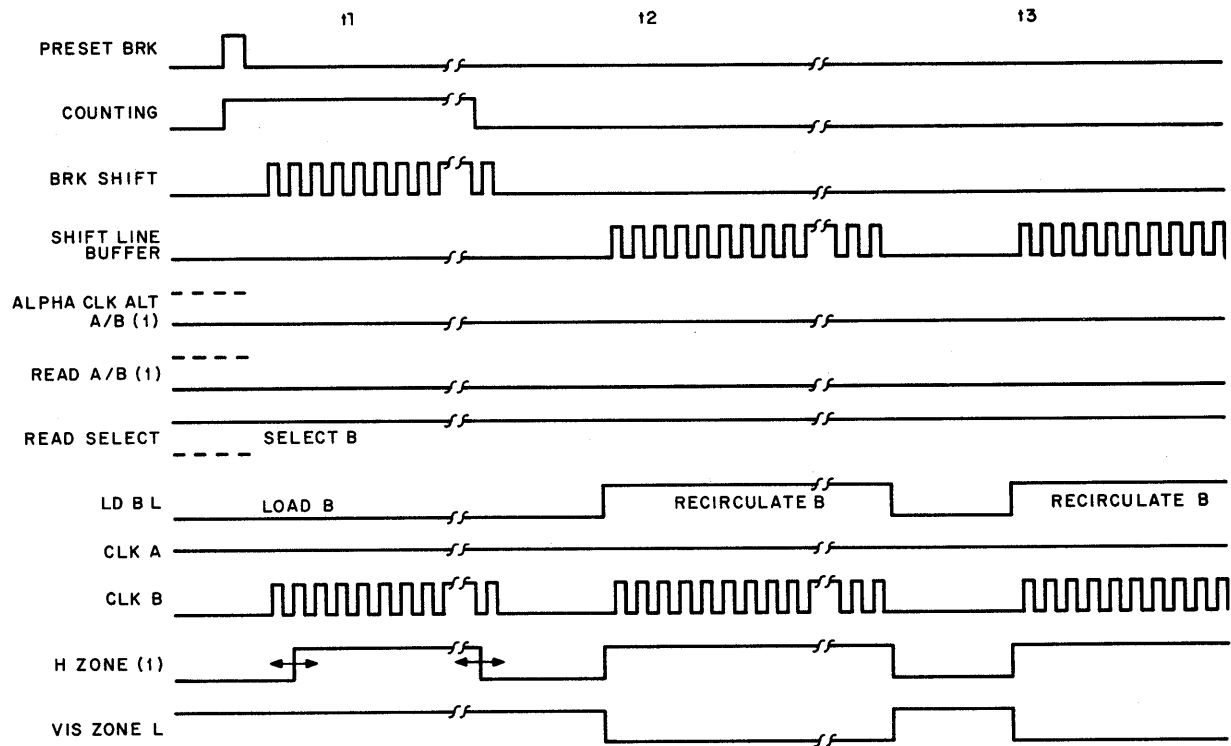 t1 t2 t3
PRESET BRK
COUNTING
BRK SHIFT
SHIFT LINE
BUFFER
ALPHA CLK ALT
A/B (1)
READ A/B (1)
READ SELECT SELECT B
LD B L LOAD B RECIRCULATE B RECIRCULATE B
CLK A
CLK B
H ZONE (1)
VIS ZONE L